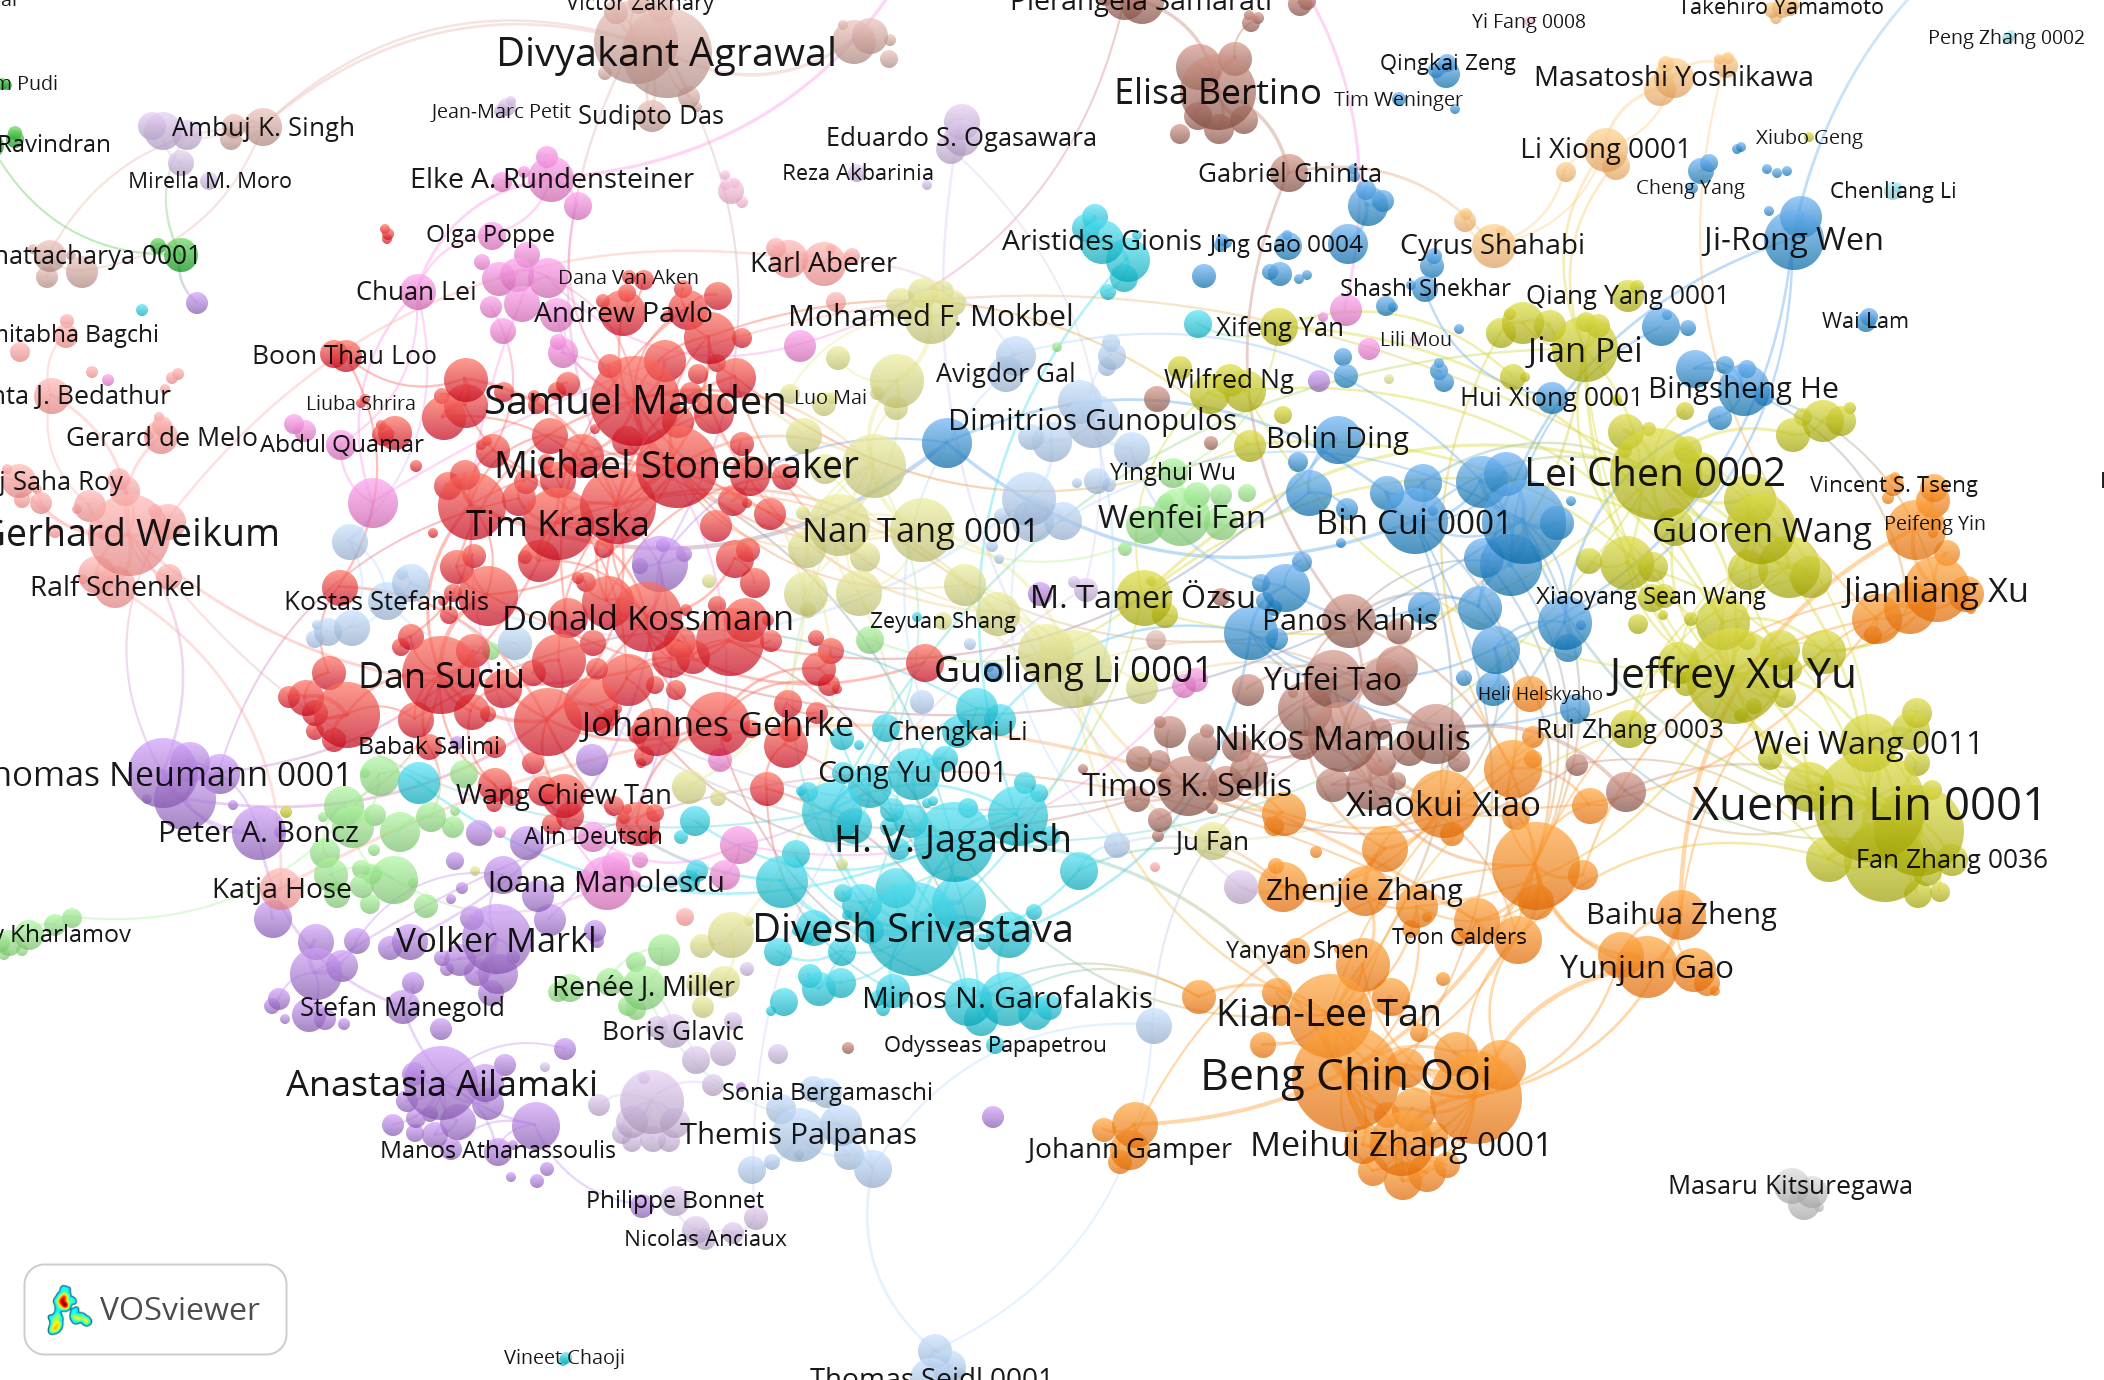 Victor Zakhary
Pierangela Samarati
Takehiro Yamamoto
Yi Fang 0008
Peng Zhang 0002
Divyakant Agrawal
Qingkai Zeng
Masatoshi Yoshikawa
m Pudi
Elisa Bertino
Tim Weninger
Jean-Marc Petit
Sudipto Das
Ambuj K. Singh
Eduardo S. Ogasawara
Xiubo Geng
Ravindran
Li Xiong 0001
Reza Akbarinia
Gabriel Ghinita
Mirella M. Moro
Elke A. Rundensteiner
Cheng Yang
Chenliang Li
Olga Poppe
Aristides Gionis
Jing Gao 0004
Cyrus Shahabi
Ji-Rong Wen
hattacharya 0001
Karl Aberer
Dana Van Aken
Chuan Lei
Shashi Shekhar
Qiang Yang 0001
Andrew Pavlo
Mohamed F. Mokbel
Xifeng Yan
Wai Lam
mitabha Bagchi
Lili Mou
Boon Thau Loo
Jian Pei
Avigdor Gal
Wilfred Ng
nta J. Bedathur
Liuba Shrira
Samuel Madden
Luo Mai
Hui Xiong 0001
Bingsheng He
Gerard de Melo
Abdul Quamar
Dimitrios Gunopulos
Bolin Ding
Michael Stonebraker
Yinghui Wu
Lei Chen 0002
j Saha Roy
Vincent S. Tseng
Gerhard Weikum
Tim Kraska
Nan Tang 0001
Wenfei Fan
Bin Cui 0001
Guoren Wang
Peifeng Yin
Ralf Schenkel
Kostas Stefanidis
M. Tamer Özsu
Xiaoyang Sean Wang
Jianliang Xu
Donald Kossmann
Zeyuan Shang
Panos Kalnis
Dan Suciu
Guoliang Li 0001
Yufei Tao
Heli Helskyaho
Jeffrey Xu Yu
Johannes Gehrke
Chengkai Li
Nikos Mamoulis
Rui Zhang 0003
Babak Salimi
Wei Wang 0011
homas Neumann 0001
Cong Yu 0001
Timos K. Sellis
Wang Chiew Tan
Xiaokui Xiao
Xuemin Lin 0001
Peter A. Boncz
Alin Deutsch
H. V. Jagadish
Ju Fan
Fan Zhang 0036
Katja Hose
Ioana Manolescu
Zhenjie Zhang
y Kharlamov
Volker Markl
Divesh Srivastava
Baihua Zheng
Toon Calders
Yanyan Shen
Yunjun Gao
Renée J. Miller
Stefan Manegold
Minos N. Garofalakis
Kian-Lee Tan
Boris Glavic
Odysseas Papapetrou
Anastasia Ailamaki
Sonia Bergamaschi
Beng Chin Ooi
Themis Palpanas
Manos Athanassoulis
Johann Gamper
Meihui Zhang 0001
Masaru Kitsuregawa
Philippe Bonnet
Nicolas Anciaux
VOSviewer
Vineet Chaoji
Thomas Seidl 0001